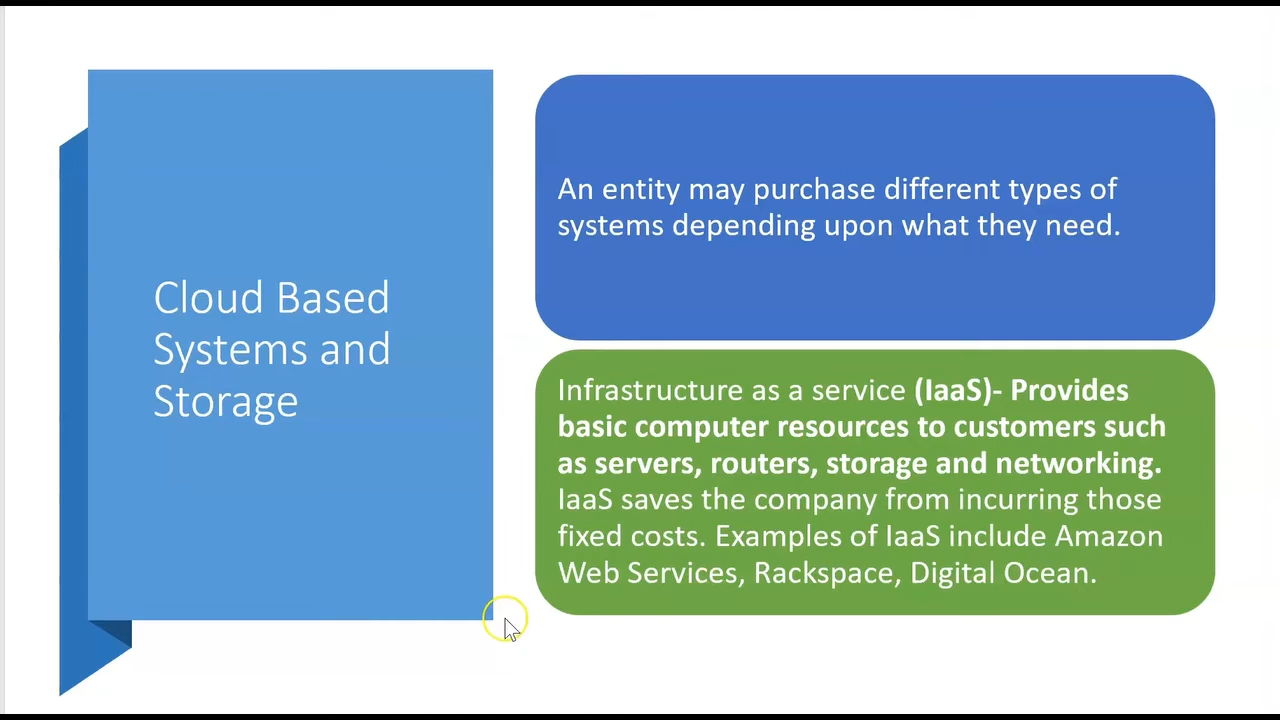 Cloud Based
Systems and
Storage
An entity may purchase different types of
systems depending upon what they need.
Infrastructure as a service (IaaS)- Provides
basic computer resources to customers such
as servers, routers, storage and networking.
IaaS saves the company from incurring those
fixed costs. Examples of IaaS include Amazon
Web Services, Rackspace, Digital Ocean.